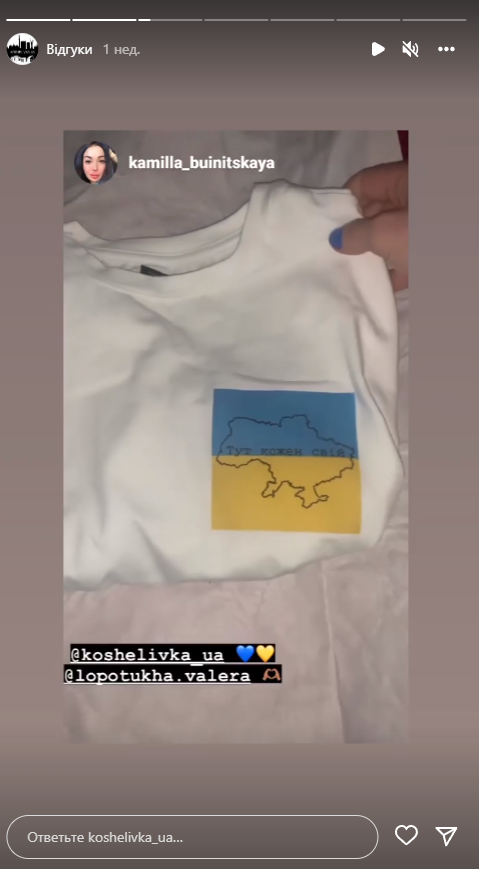 Відгуки 1 нед.
kamilla_buinitskaya
Тут кожен свій
@koshelivka_ua 💙💛
@lopotukha.valera 🫶🏽
Ответьте koshelivka_ua...